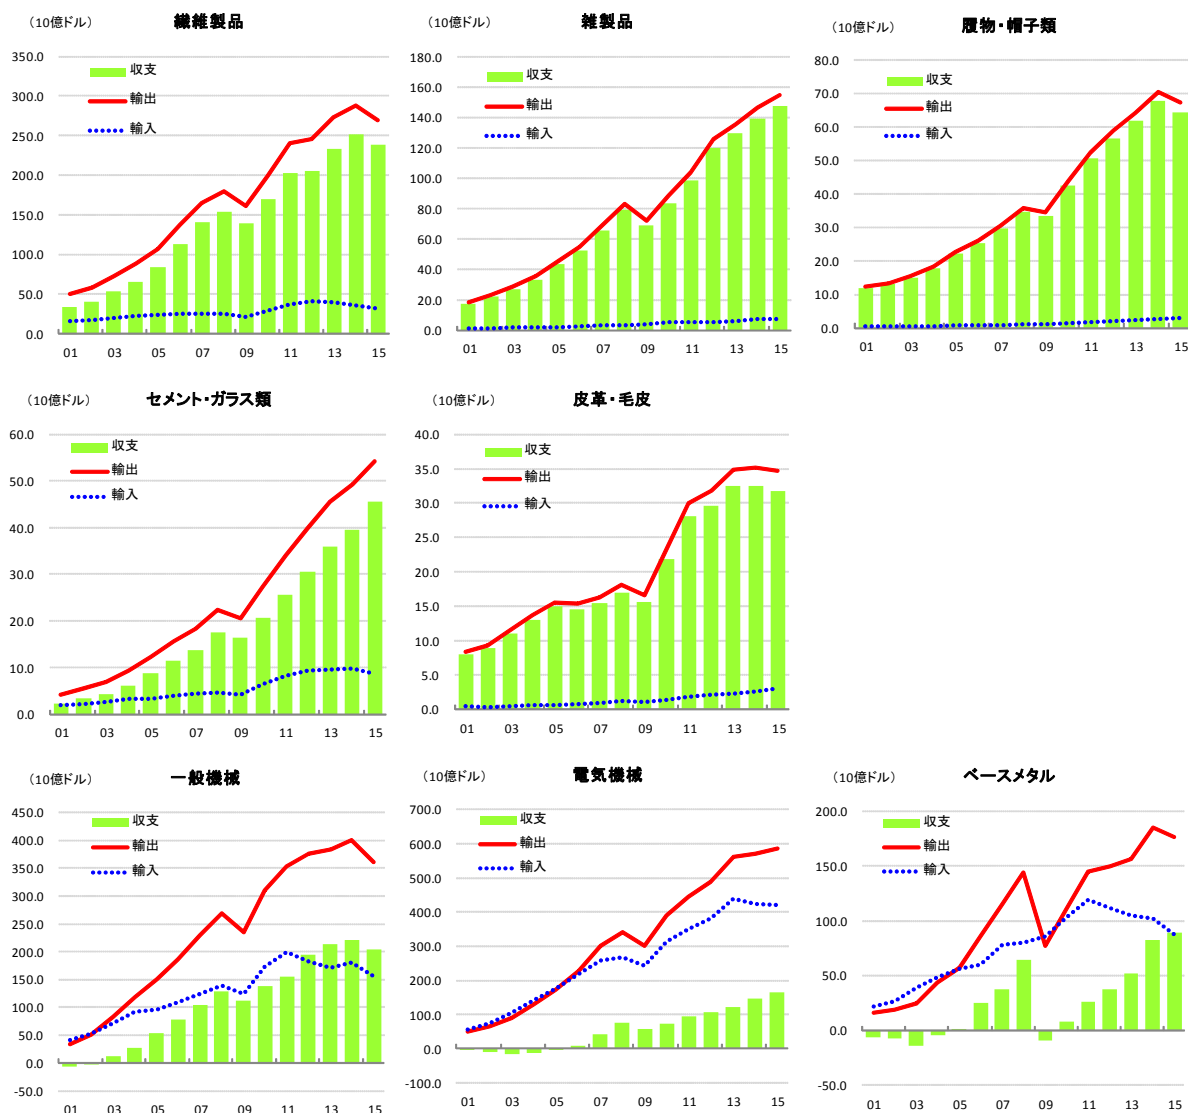 （10億ドル）
繊維製品
350.0
300.0
250.0
200.0
150.0
100.0
50.0
0.0
収支
輸出
輸入
01 03 05 07 09 11 13 15
（10億ドル）
雑製品
180.0
160.0
140.0
120.0
100.0
80.0
60.0
40.0
20.0
0.0
収支
輸出
輸入
01 03 05 07 09 11 13 15
（10億ドル）
履物・帽子類
80.0
70.0
60.0
50.0
40.0
30.0
20.0
10.0
0.0
収支
輸出
輸入
01 03 05 07 09 11 13 15
（10億ドル）
セメント・ガラス類
60.0
50.0
40.0
30.0
20.0
10.0
0.0
収支
輸出
輸入
01 03 05 07 09 11 13 15
（10億ドル）
皮革・毛皮
40.0
35.0
30.0
25.0
20.0
15.0
10.0
5.0
0.0
収支
輸出
輸入
01 03 05 07 09 11 13 15
（10億ドル）
一般機械
450.0
400.0
350.0
300.0
250.0
200.0
150.0
100.0
50.0
0.0
-50.0
収支
輸出
輸入
01 03 05 07 09 11 13 15
（10億ドル）
電気機械
700.0
600.0
500.0
400.0
300.0
200.0
100.0
0.0
-100.0
収支
輸出
輸入
01 03 05 07 09 11 13 15
（10億ドル）
ベースメタル
200.0
150.0
100.0
50.0
0.0
-50.0
収支
輸出
輸入
01 03 05 07 09 11 13 15